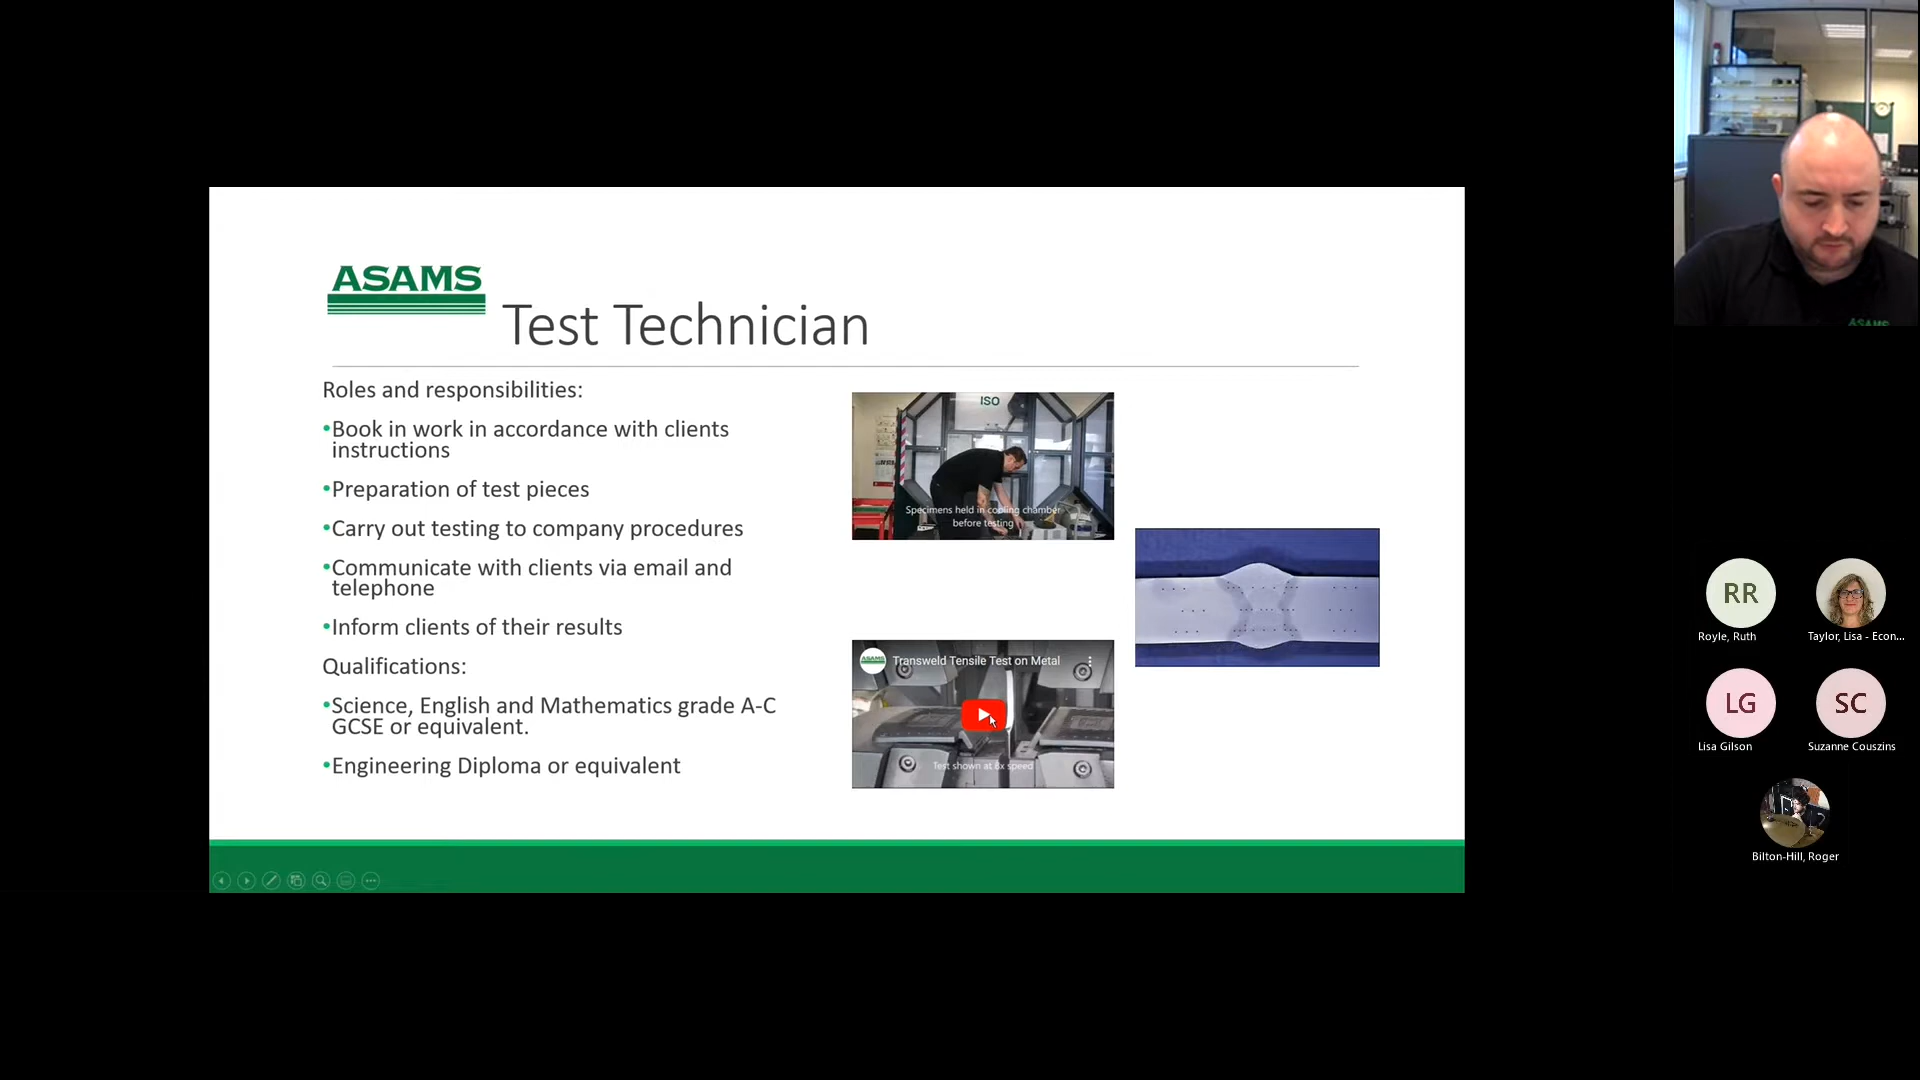 ASAMS
Test Technician
Roles and responsibilities:
•Book in work in accordance with clients
instructions
•Preparation of test pieces
•Carry out testing to company procedures
•Communicate with clients via email and
telephone
•Inform clients of their results
Qualifications:
•Science, English and Mathematics grade A-C
GCSE or equivalent.
•Engineering Diploma or equivalent
ISO
Specimens held in cooling chamber
before testing
ASAMS
Transweld Tensile Test on Metal
Test shown at 8x speed
ASAMS
RR
Royle, Ruth
Taylor, Lisa - Econ...
LG
Lisa Gilson
SC
Suzanne Couszins
Bilton-Hill, Roger